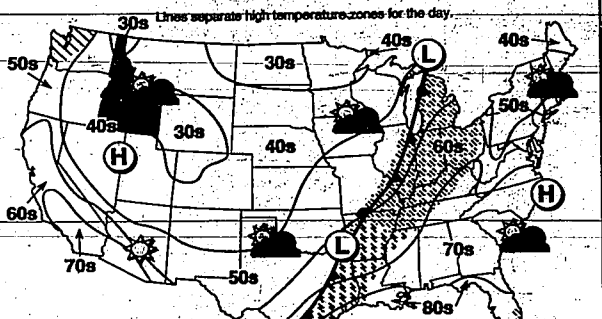 Lines separate high temperature zones for the day.
30s
40s
L
40s
50s
30s
50s
40s
30s
40s
60s
H
H
60s
L
70s
70s
50s
80s